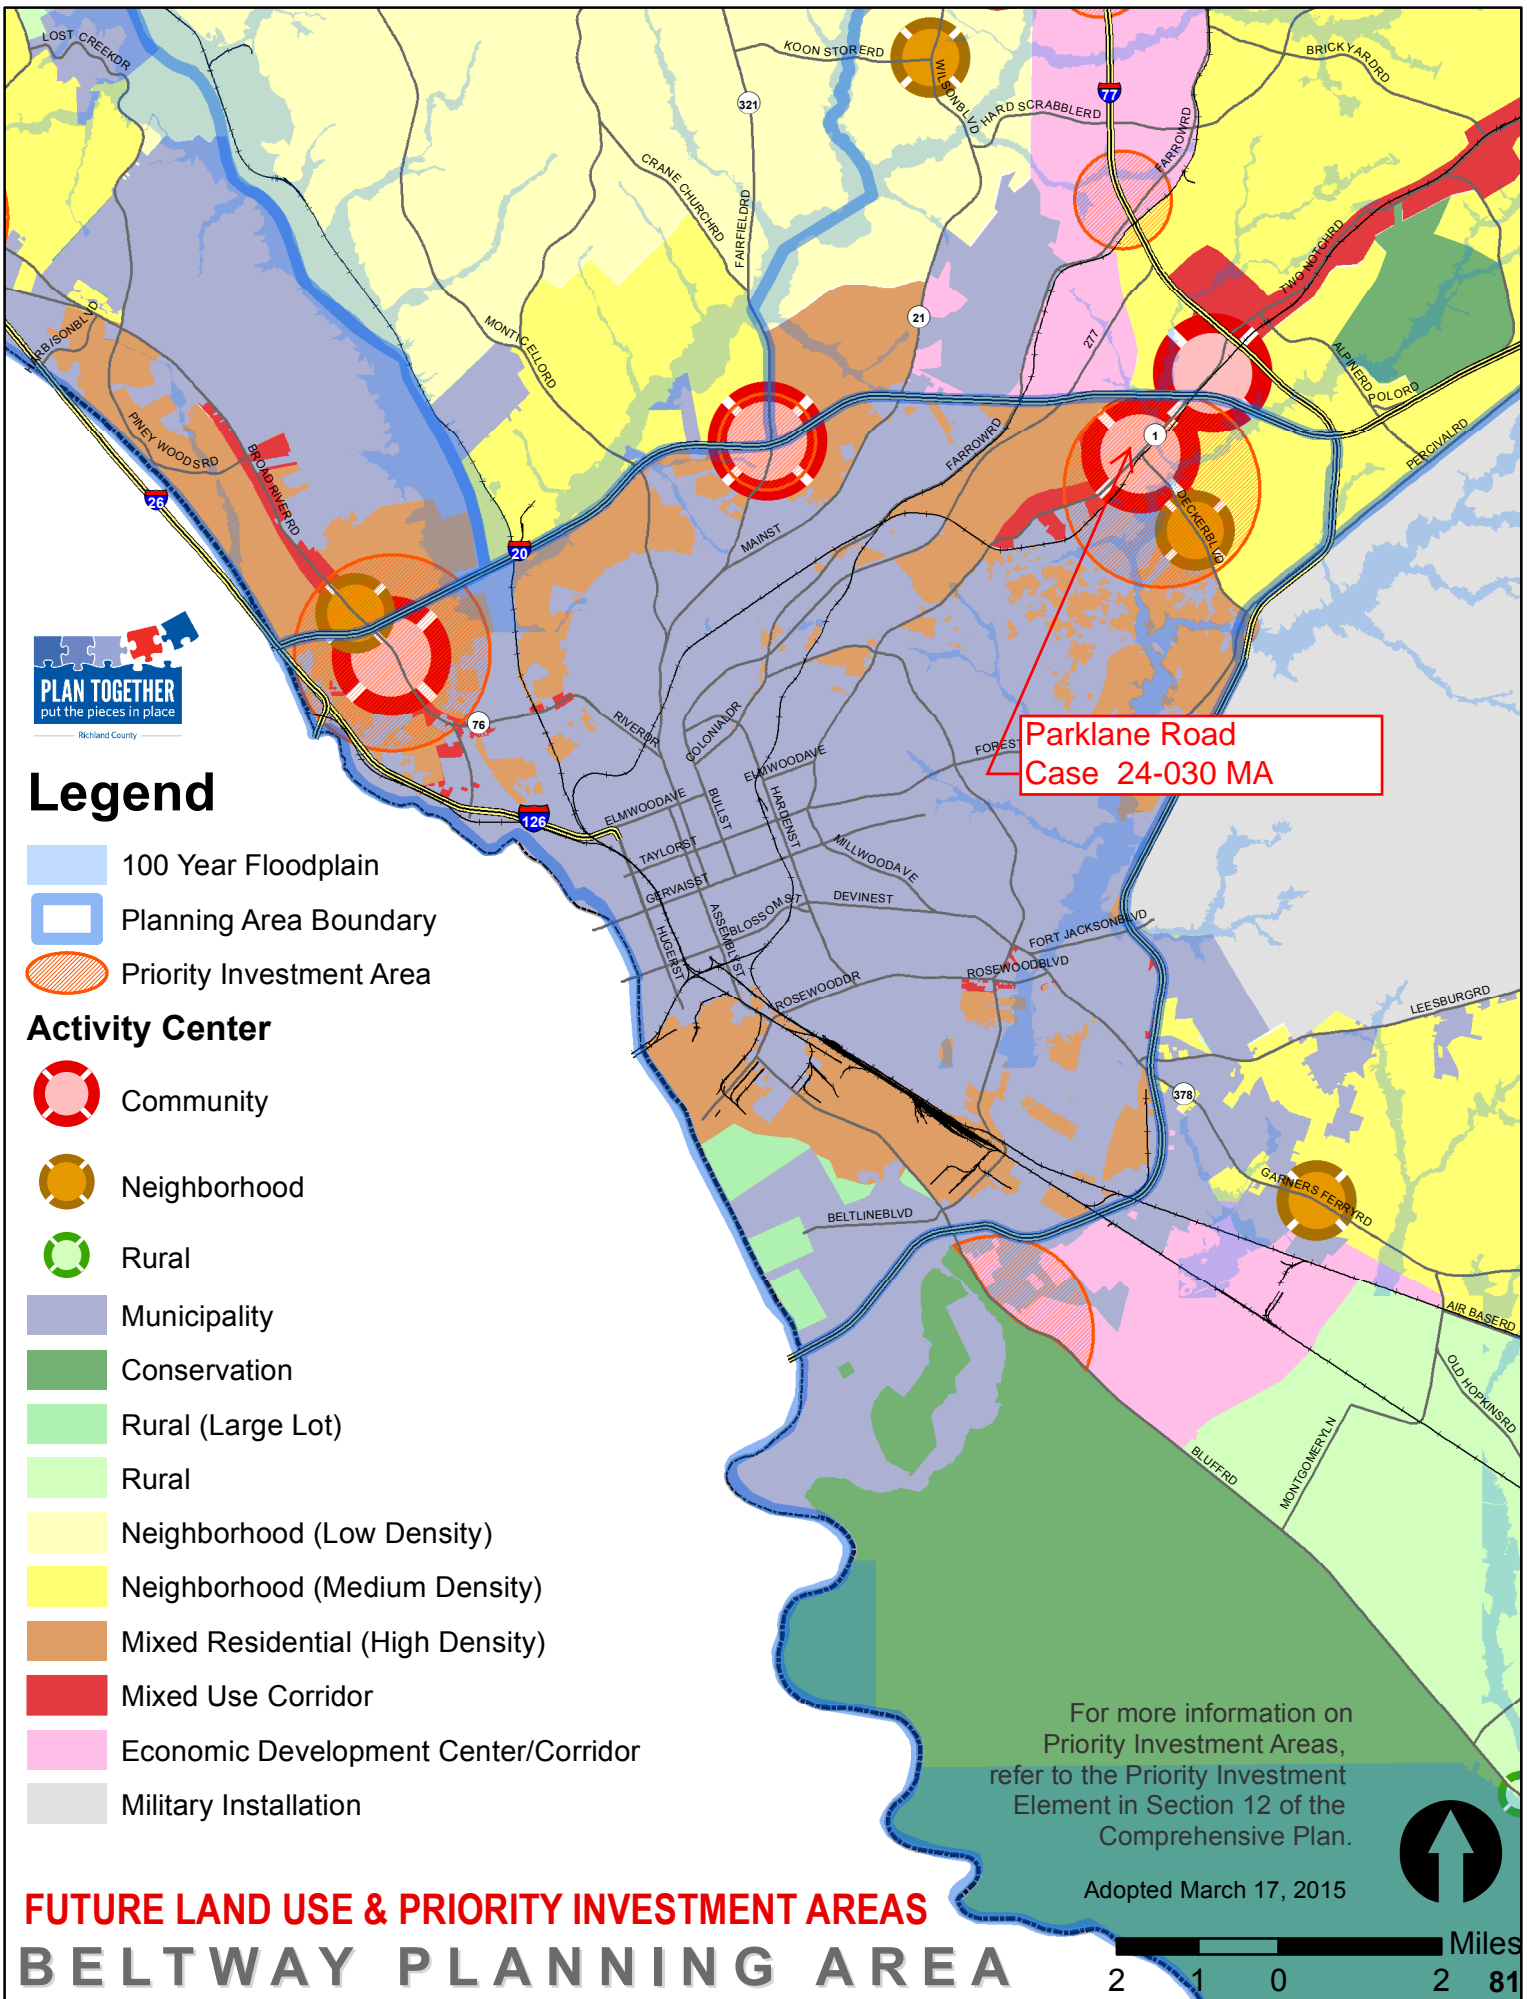 LOST CREEKDR
KOON STORERD
WILSONBLVD
BRICKYARDRD
321
77
HARD SCRABBLERD
FARROWRD
CRANE CHURCHRD
FAIRFIELDRD
TWO NOTCHRD
HARBISONBLVD
MONTICELLORD
21
277
ALPINERD
POLORD
PINEY WOODSRD
BROAD RIVERRD
FARROWRD
1
PERCIVALRD
26
20
MAINST
DECKERBLVD
PLAN TOGETHER
put the pieces in place
Richland County
76
RIVERDR
COLONIALDR
ELMWOODAVE
FOREST
Parklane Road
Case 24-030 MA
126
ELMWOODAVE
BULLST
HARDENST
TAYLORST
MILLWOODAVE
GERVAISST
DEVINEST
ASSEMBLYST
BLOSSOMST
HUGERST
FORT JACKSONBLVD
ROSEWOODDR
ROSEWOODBLVD
LEESBURGRD
378
GARNERS FERRYRD
BELTLINEBLVD
AIR BASERD
OLD HOPKINSRD
BLUFFRD
MONTGOMERYLN
Legend
100 Year Floodplain
Planning Area Boundary
Priority Investment Area
Activity Center
Community
Neighborhood
Rural
Municipality
Conservation
Rural (Large Lot)
Rural
Neighborhood (Low Density)
Neighborhood (Medium Density)
Mixed Residential (High Density)
Mixed Use Corridor
Economic Development Center/Corridor
Military Installation
For more information on
Priority Investment Areas,
refer to the Priority Investment
Element in Section 12 of the
Comprehensive Plan.
Adopted March 17, 2015
FUTURE LAND USE & PRIORITY INVESTMENT AREAS
BELTWAY PLANNING AREA
Miles
2 1 0 2
81